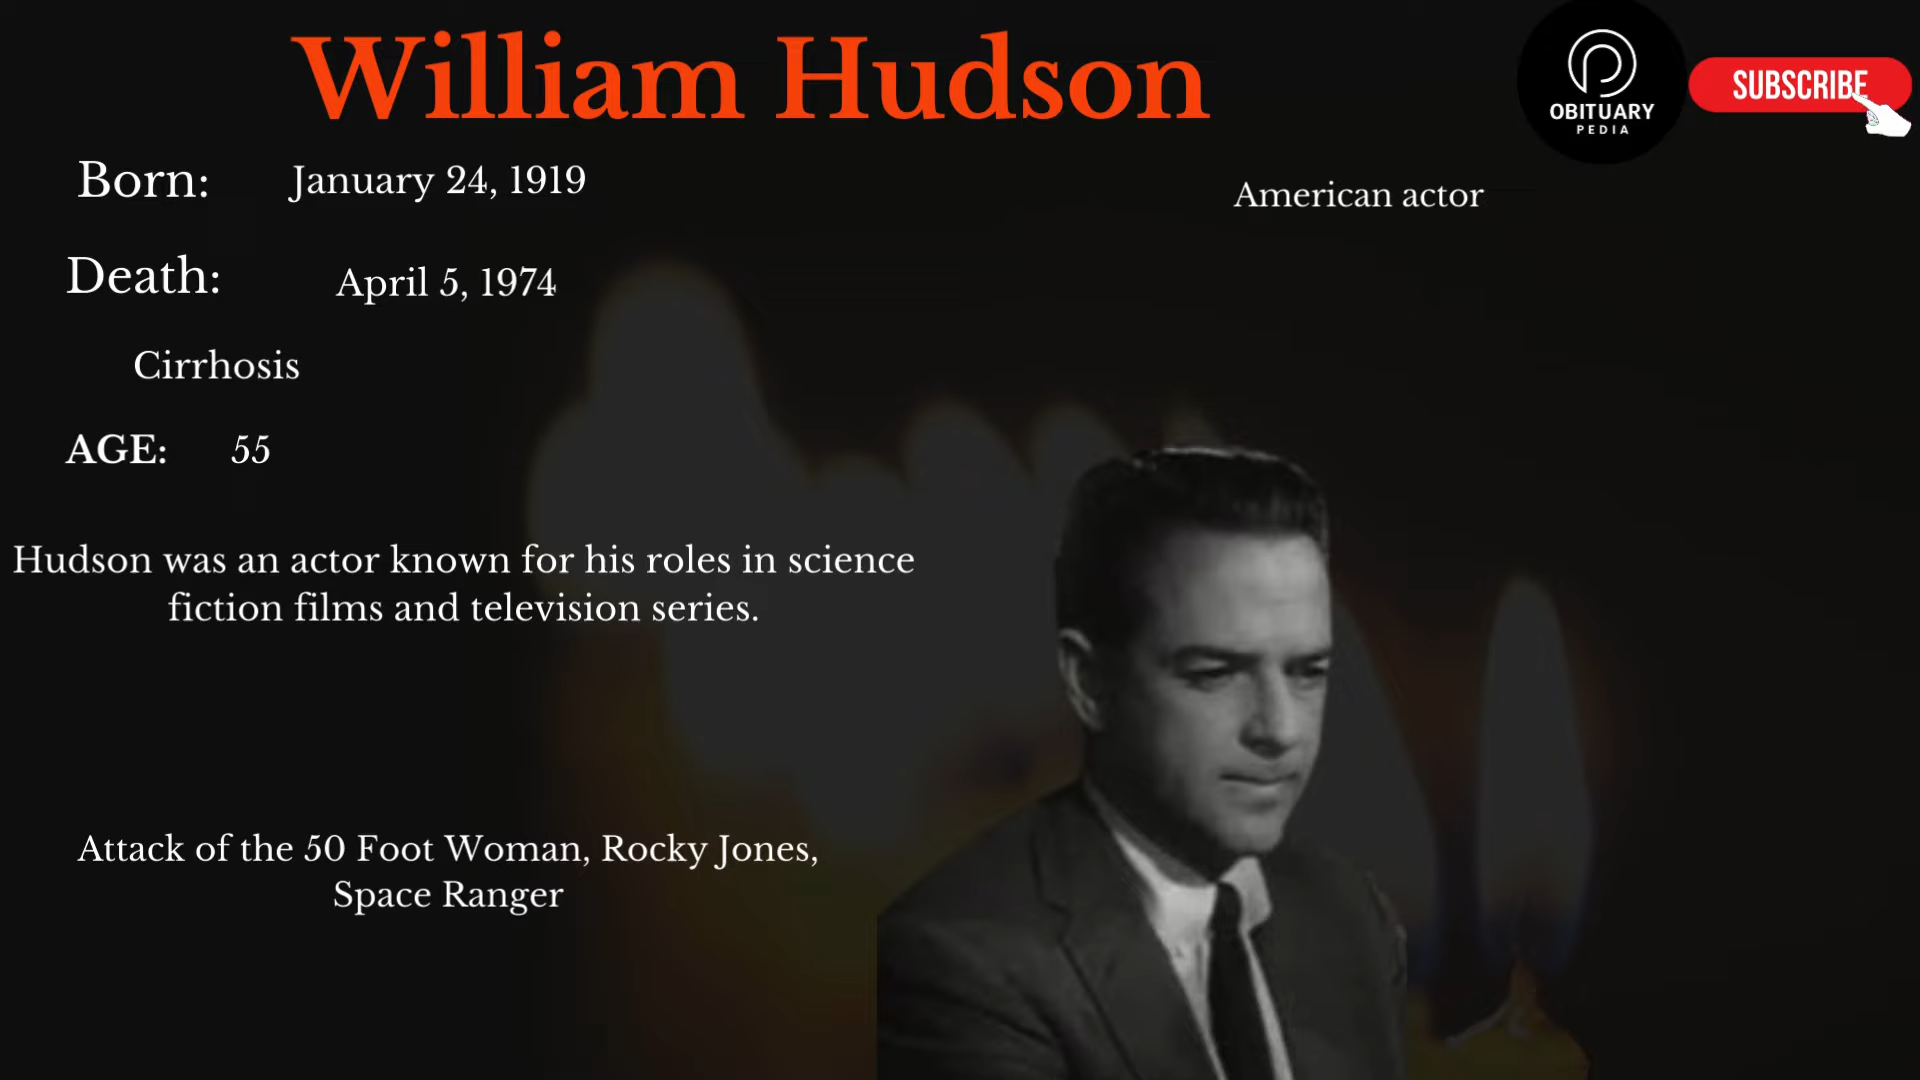 William Hudson
OBITUARY
PEDIA
SUBSCRIBE
Born: January 24, 1919
American actor
Death: April 5, 1974
Cirrhosis
AGE: 55
Hudson was an actor known for his roles in science
fiction films and television series.
Attack of the 50 Foot Woman, Rocky Jones,
Space Ranger